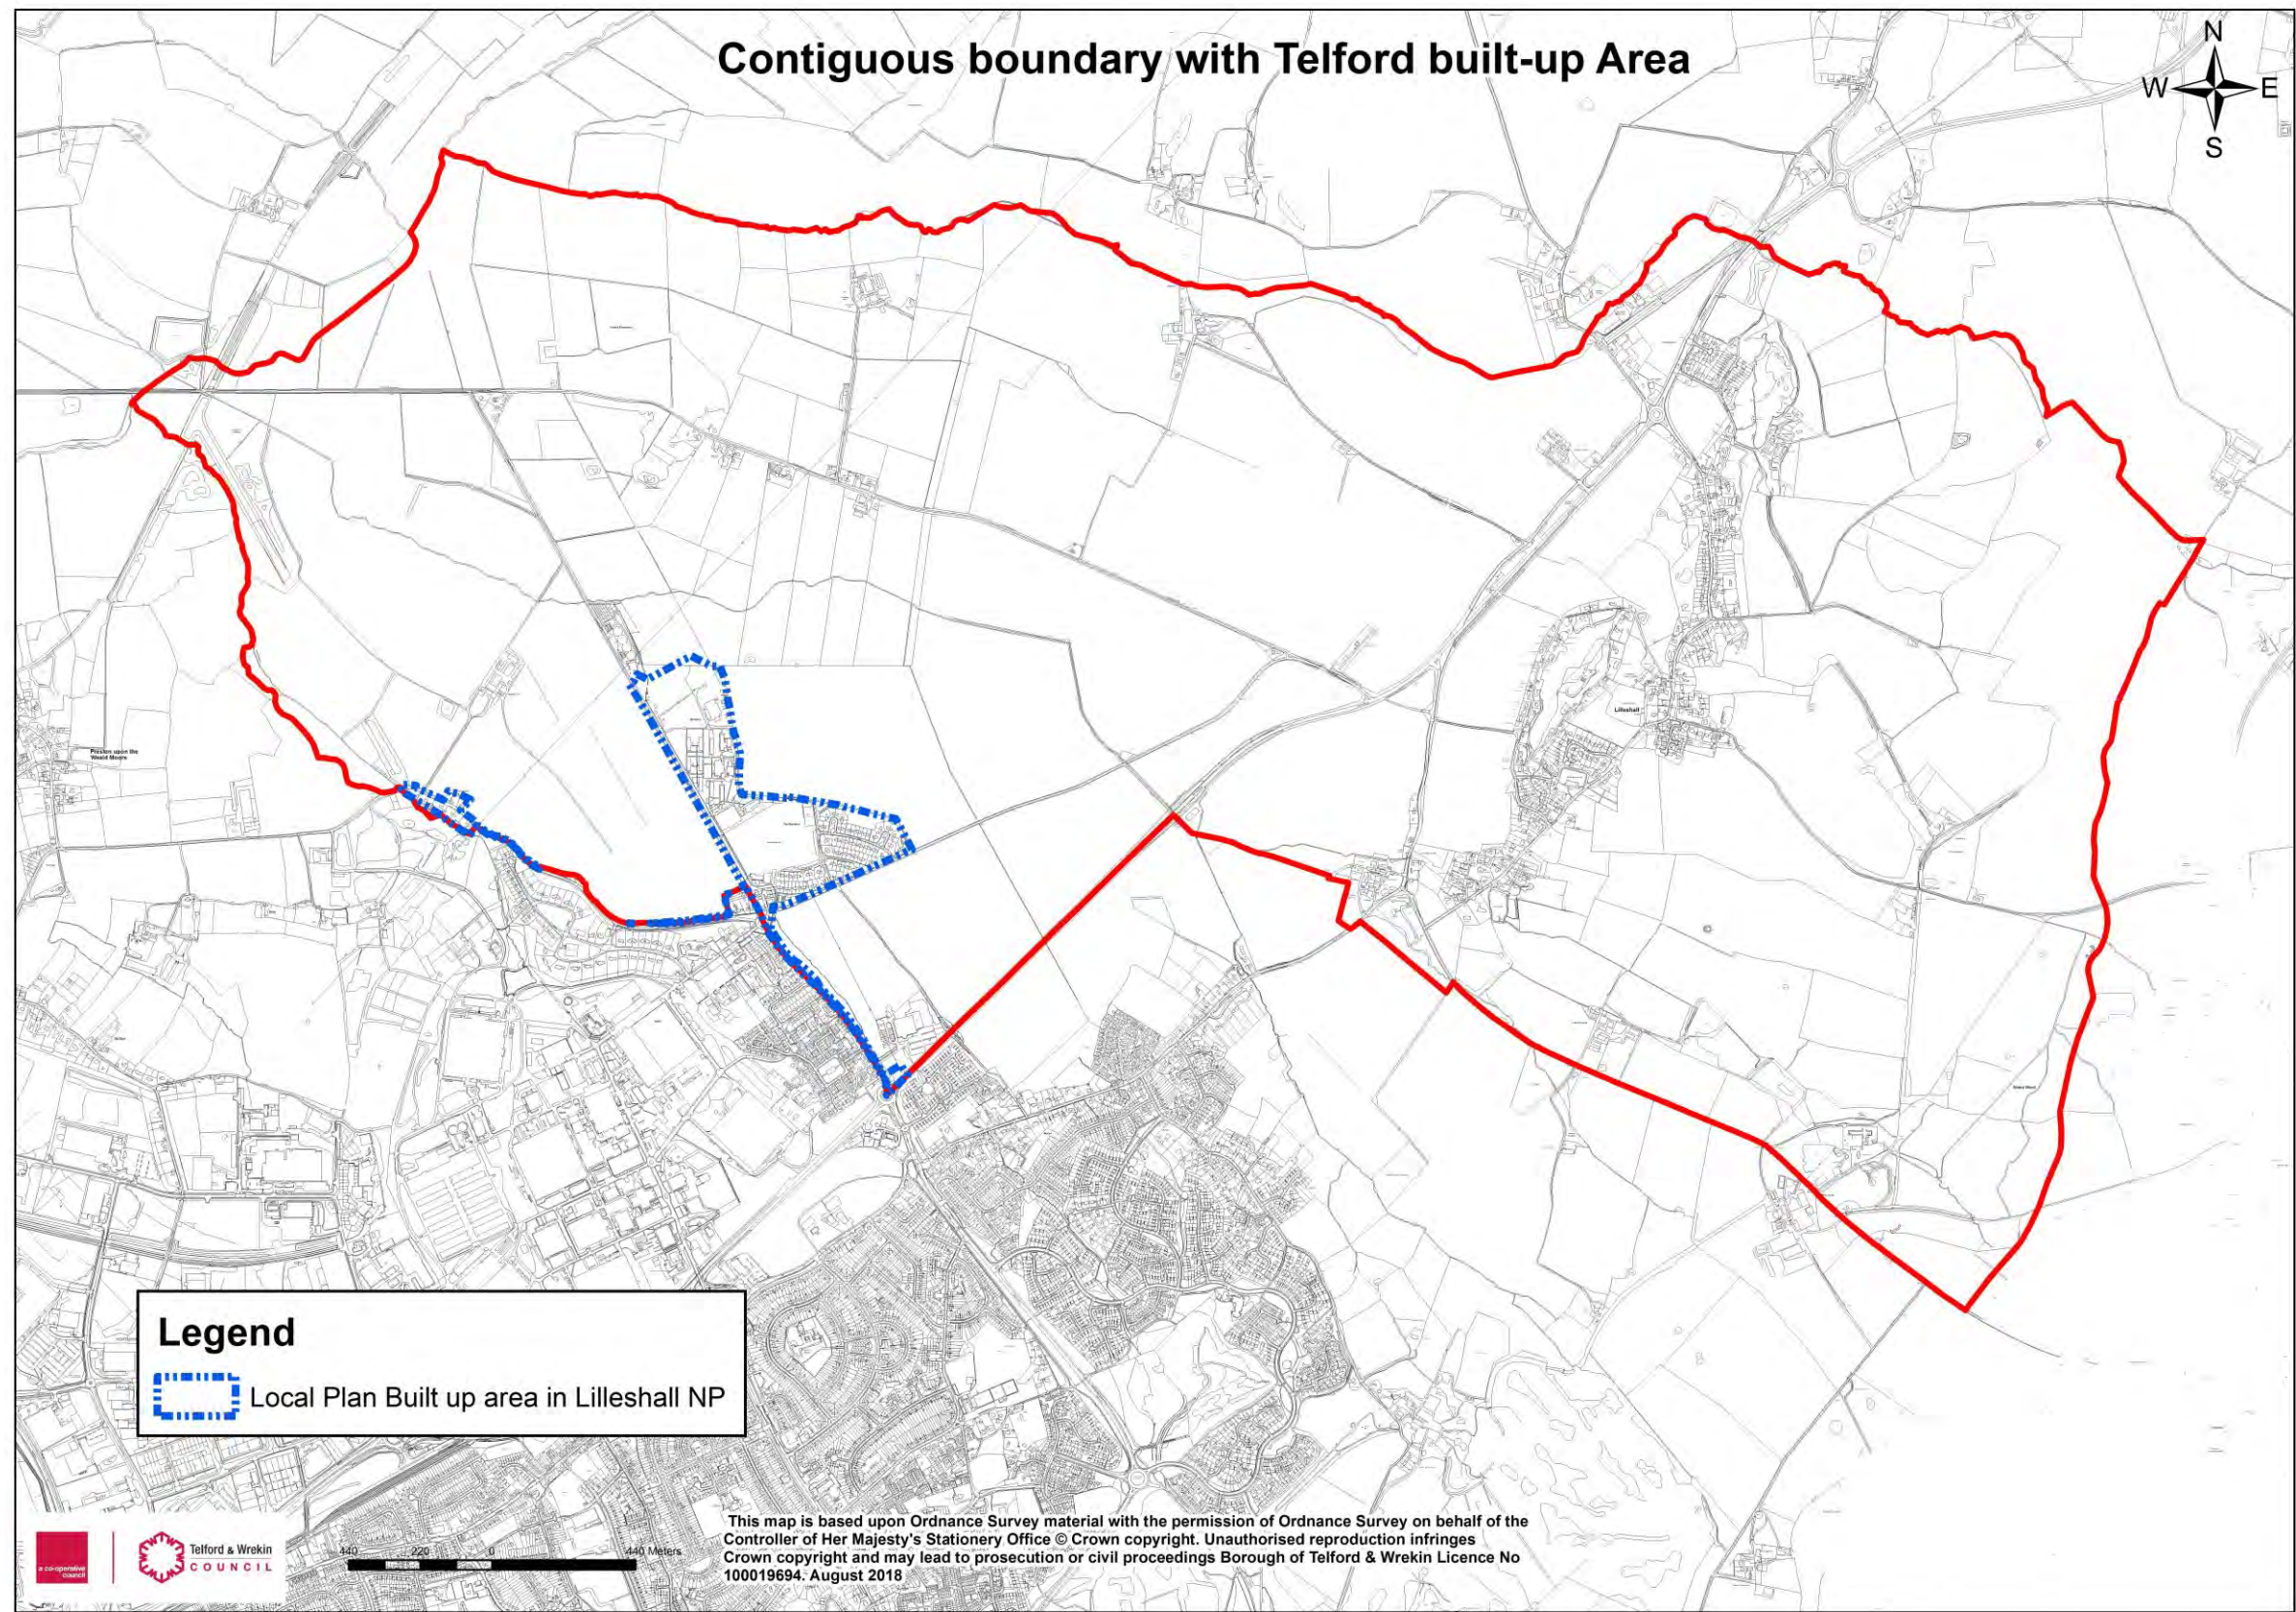 Contiguous boundary with Telford built-up Area
N
W
E
S
Lilleshall
Preston upon the
Weald Moors
Legend
Local Plan Built up area in Lilleshall NP
a co-operative
council
Telford & Wrekin
COUNCIL
440 220 0 440 Meters
This map is based upon Ordnance Survey material with the permission of Ordnance Survey on behalf of the
Controller of Her Majesty's Stationery Office © Crown copyright. Unauthorised reproduction infringes
Crown copyright and may lead to prosecution or civil proceedings Borough of Telford & Wrekin Licence No
100019694. August 2018